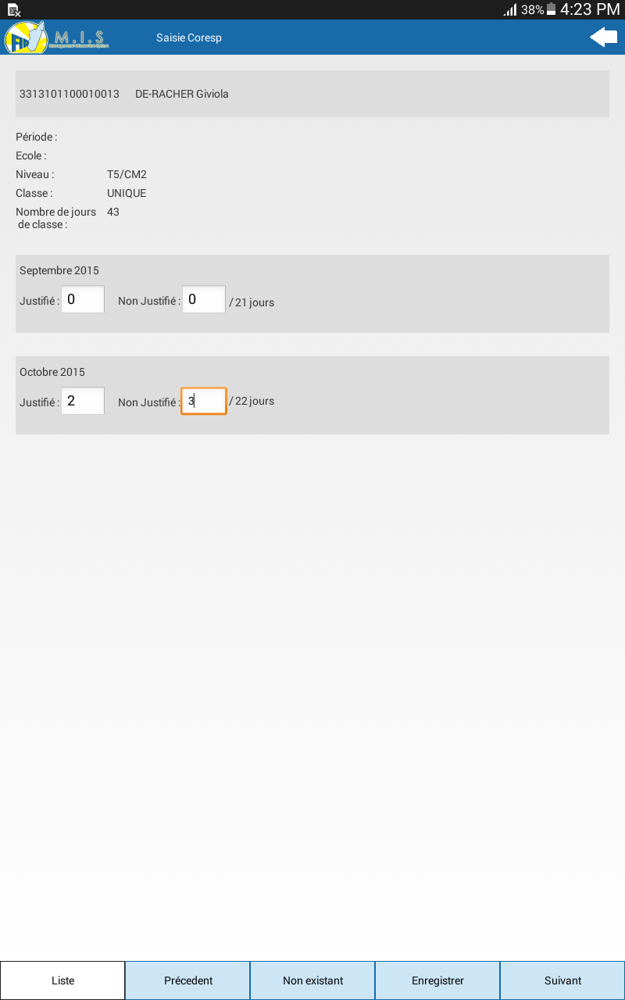 38% 4:23 PM
FID M.I.S Saisie Coresp
3313101100010013 DE-RACHER Giviola
Période :
Ecole :
Niveau : T5/CM2
Classe : UNIQUE
Nombre de jours 43
de classe :
Septembre 2015
Justifié : 0 Non Justifié : 0 / 21 jours
Octobre 2015
Justifié : 2 Non Justifié : 3 / 22 jours
Liste Précedent Non existant Enregistrer Suivant